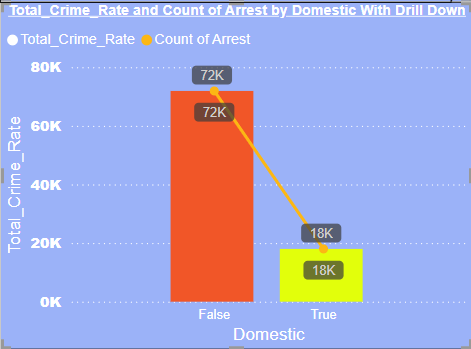 Total_Crime_Rate and Count of Arrest by Domestic With Drill Down
Total_Crime_Rate Count of Arrest
Total_Crime_Rate
80K
60K
40K
20K
0K
72K
72K
18K
18K
False True
Domestic